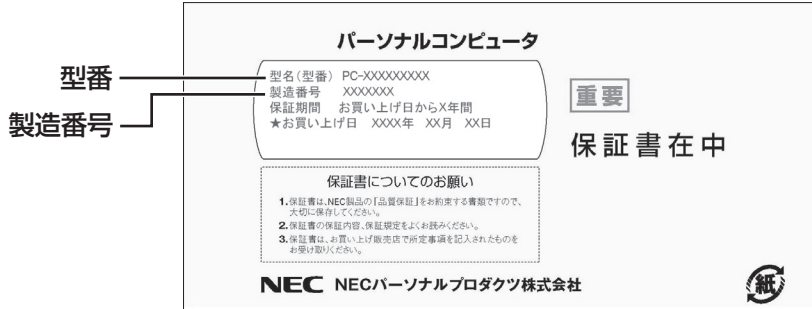 パーソナルコンピュータ
型番
型名(型番) PC-XXXXXXXXX
製造番号
製造番号 XXXXXXX
保証期間 お買い上げ日からX年間
★お買い上げ日 XXXX年 XX月 XX日
重要
保証書在中
保証書についてのお願い
1.保証書は、NEC製品の「品質保証」をお約束する書類ですので、
大切に保存してください。
2.保証書の保証内容、保証規定をよくお読みください。
3.保証書は、お買い上げ販売店で所定事項を記入されたものを
お受け取りください。
NEC NECパーソナルプロダクツ株式会社
紙